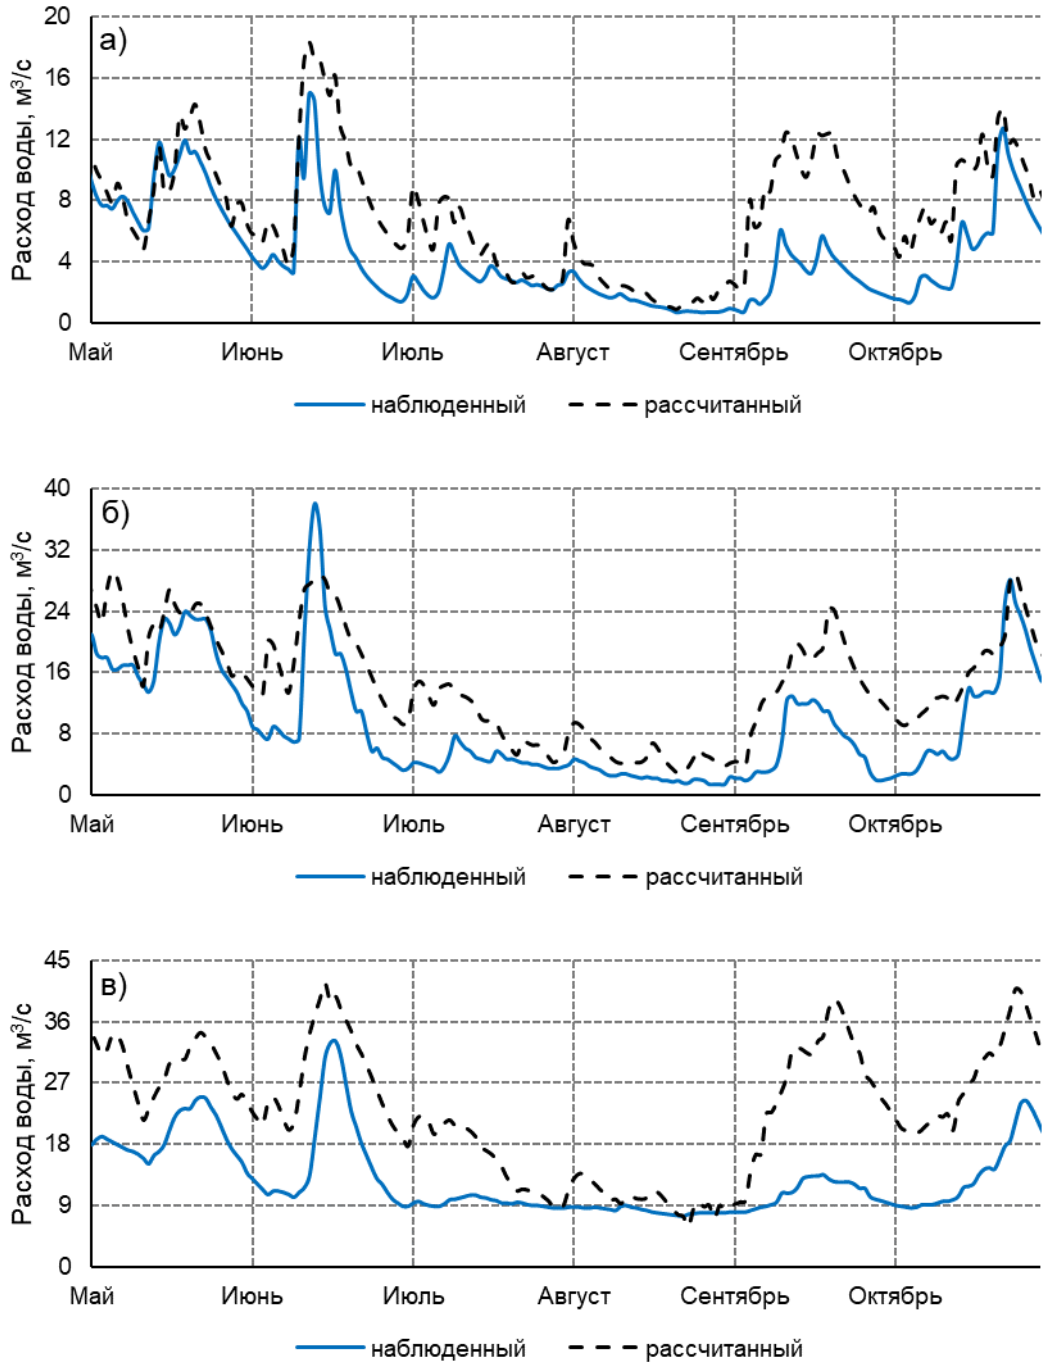 а)
Расход воды, м³/с
20
16
12
8
4
0
Май Июнь Июль Август Сентябрь Октябрь
наблюденный рассчитанный
б)
Расход воды, м³/с
40
32
24
16
8
0
Май Июнь Июль Август Сентябрь Октябрь
наблюденный рассчитанный
в)
Расход воды, м³/с
45
36
27
18
9
0
Май Июнь Июль Август Сентябрь Октябрь
наблюденный рассчитанный